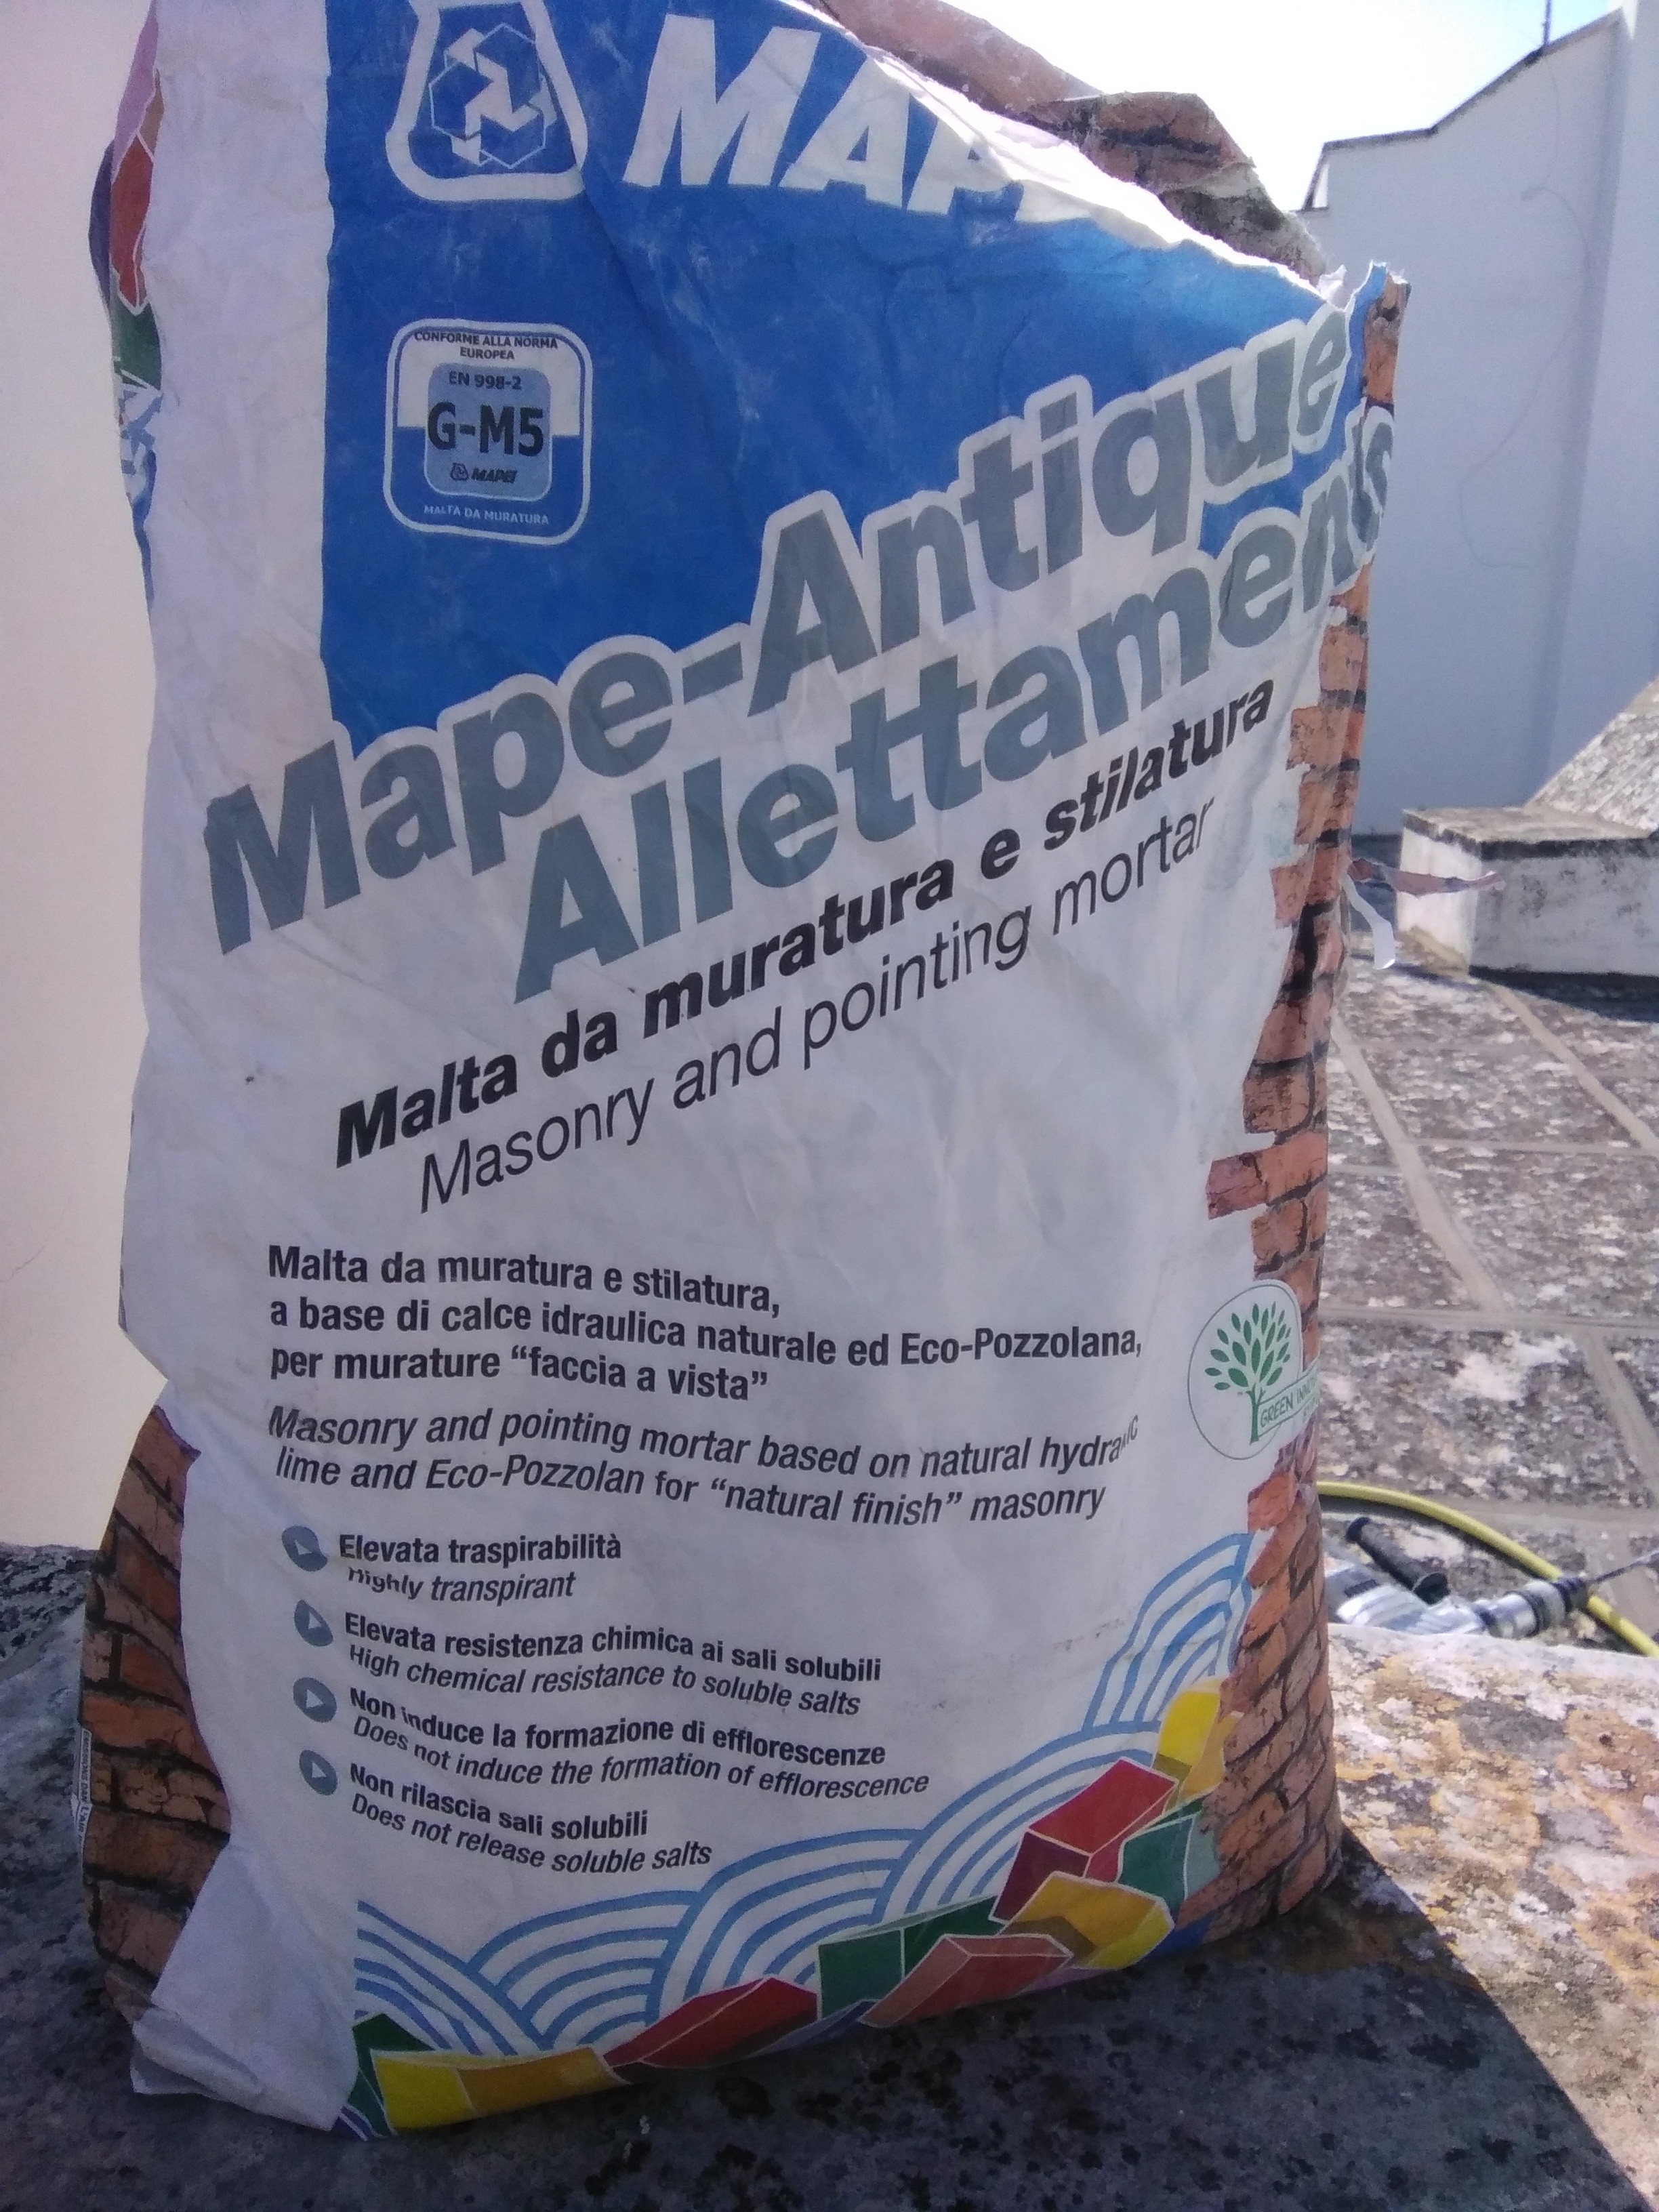 MAP
CONFORME ALLA NORMA
EUROPEA
EN 998-2
G-M5
MAPEI
MALTA DA MURATURA
Mape-Antique
Allettamento
Malta da muratura e stilatura
Masonry and pointing mortar
Malta da muratura e stilatura,
a base di calce idraulica naturale ed Eco-Pozzolana,
per murature “faccia a vista”
Masonry and pointing mortar based on natural hydraulic
lime and Eco-Pozzolan for “natural finish” masonry
GREEN
Elevata traspirabilità
Highly transpirant
Elevata resistenza chimica ai sali solubili
High chemical resistance to soluble salts
Non induce la formazione di efflorescenze
Does not induce the formation of efflorescence
Non rilascia sali solubili
Does not release soluble salts